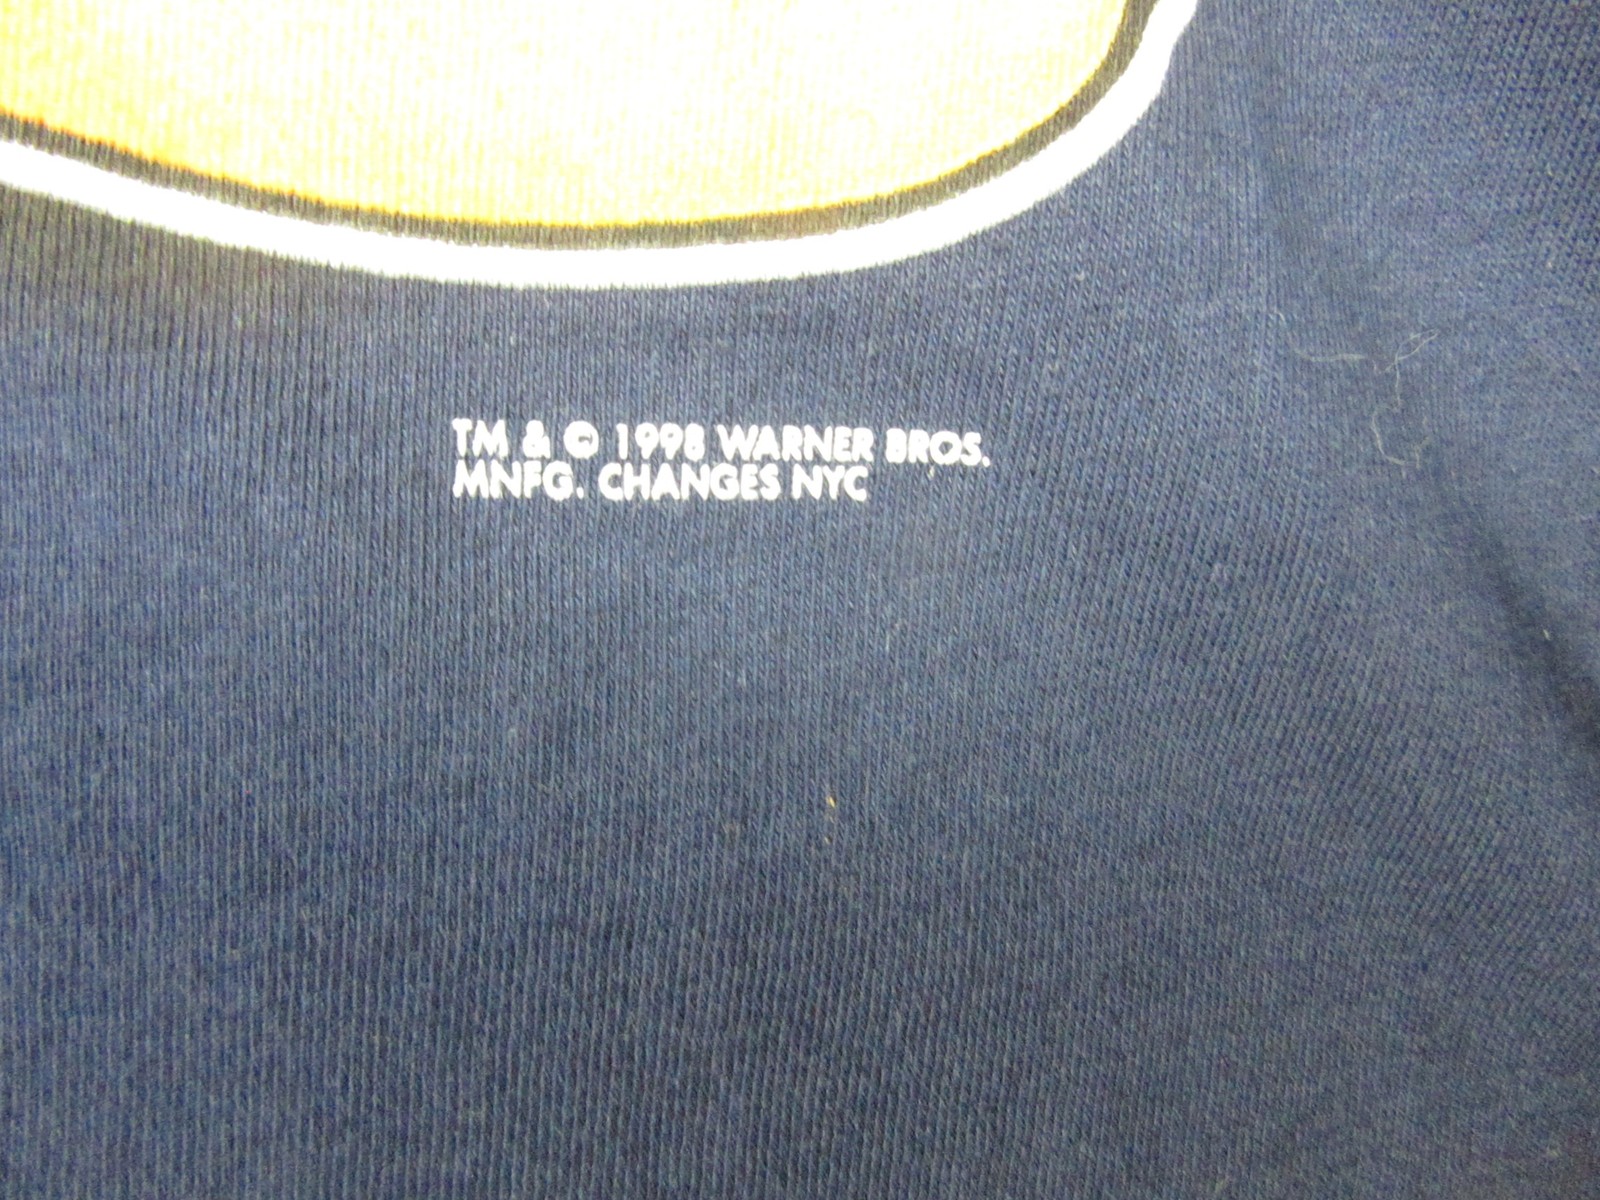 TM & © 1998 WARNER BROS.
MNFG. CHANGES NYC